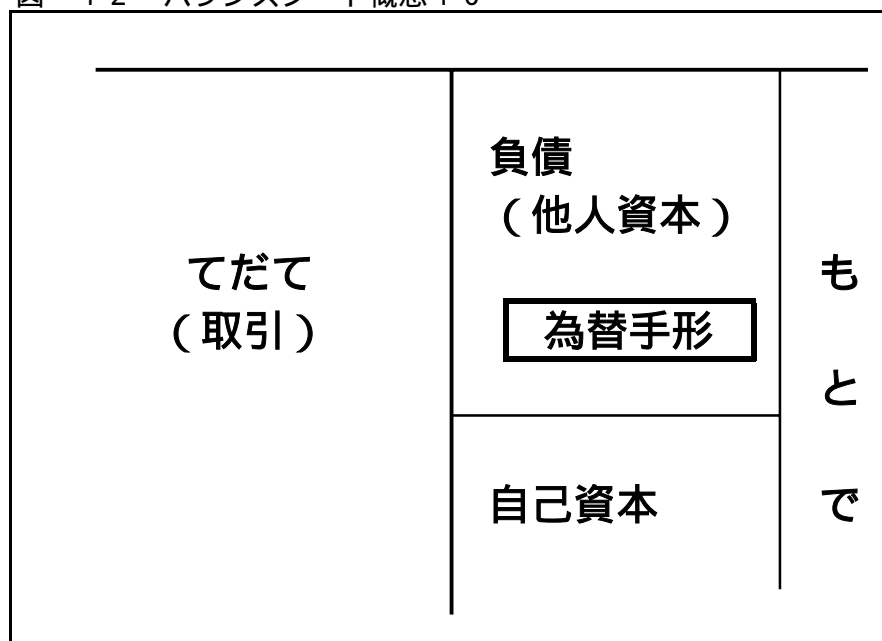 てだて
（取引）
負債
（他人資本）
為替手形
自己資本
も
と
で